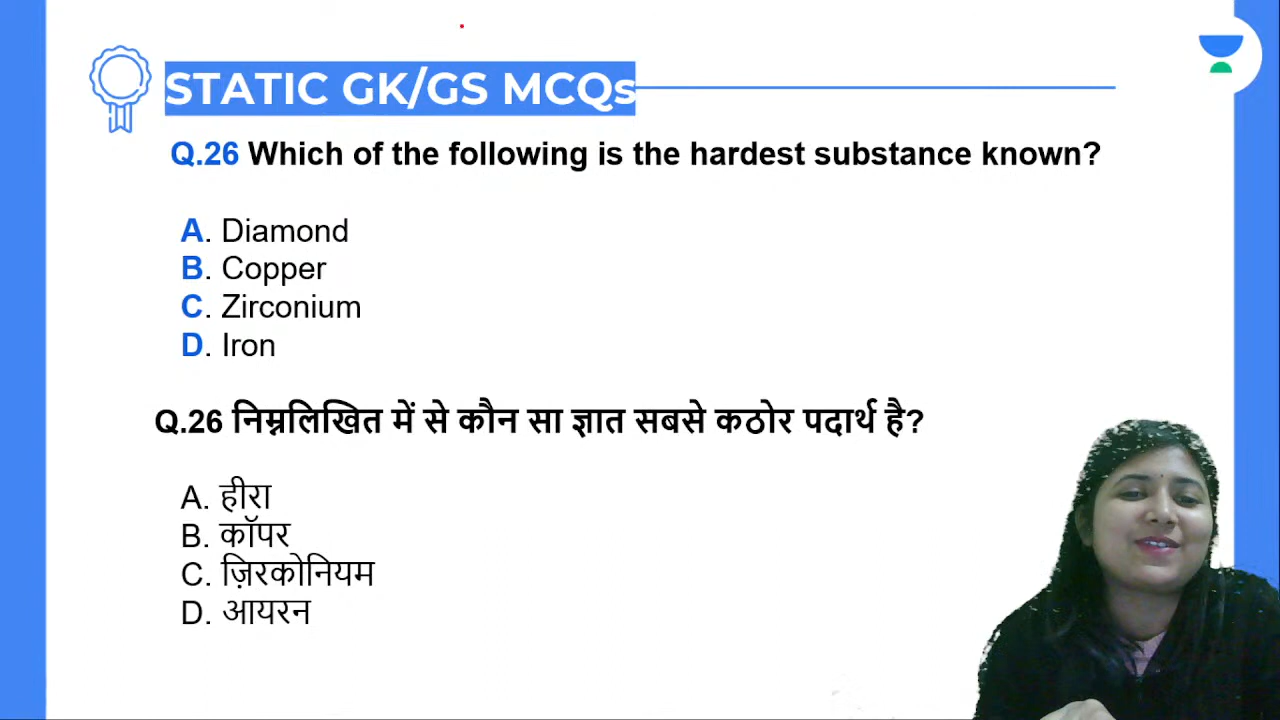 STATIC GK/GS MCQs
Q.26 Which of the following is the hardest substance known?
A. Diamond
B. Copper
C. Zirconium
D. Iron
Q.26 निम्नलिखित में से कौन सा ज्ञात सबसे कठोर पदार्थ है?
A. हीरा
B. कॉपर
C. ज़िरकोनियम
D. आयरन